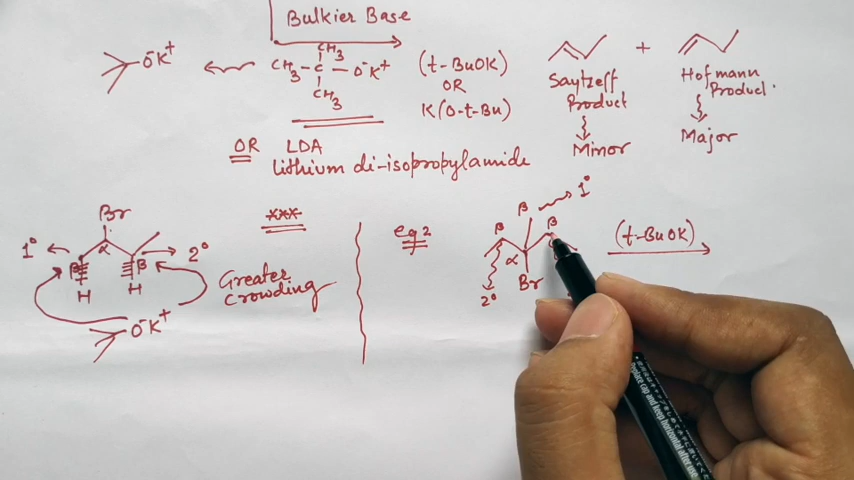 Bulkier Base
O⁻K⁺
CH₃
CH₃-C-O⁻K⁺
CH₃
(t-BuOK)
OR
K(O-t-Bu)
+
Saytzeff
Product
Minor
Hofmann
Product.
Major
OR LDA
Lithium di-isopropylamide
Br
1° α 2°
β β
H H
O⁻K⁺
***
Greater
Crowding
eg 2
β 1°
β β
α
Br
2°
(t-BuOK)